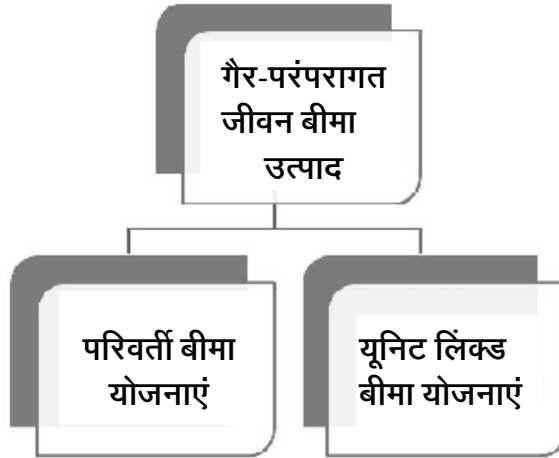 गैर-परंपरागत
जीवन बीमा
उत्पाद
परिवर्ती बीमा
योजनाएं
यूनिट लिंक्ड
बीमा योजनाएं